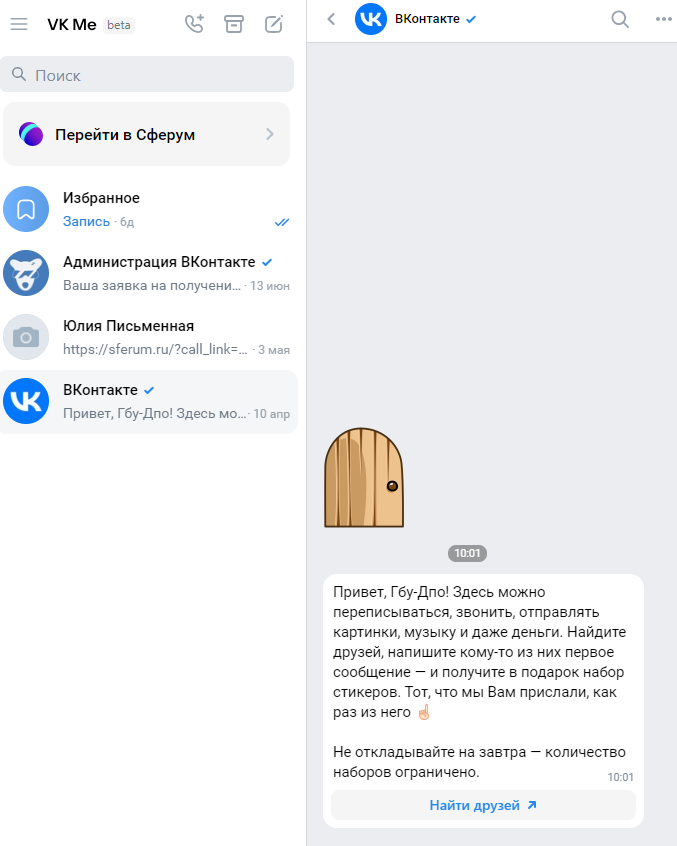 VK Me beta
Поиск
Перейти в Сферум
Избранное
Запись · 6д
Администрация ВКонтакте
Ваша заявка на получени... · 13 июн
Юлия Письменная
https://sferum.ru/?call_link=... · 3 мая
ВКонтакте
Привет, Гбу-Дпо! Здесь мо... · 10 апр
ВКонтакте
10:01
Привет, Гбу-Дпо! Здесь можно
переписываться, звонить, отправлять
картинки, музыку и даже деньги. Найдите
друзей, напишите кому-то из них первое
сообщение — и получите в подарок набор
стикеров. Тот, что мы Вам прислали, как
раз из него ☝🏻
Не откладывайте на завтра — количество
наборов ограничено.
10:01
Найти друзей